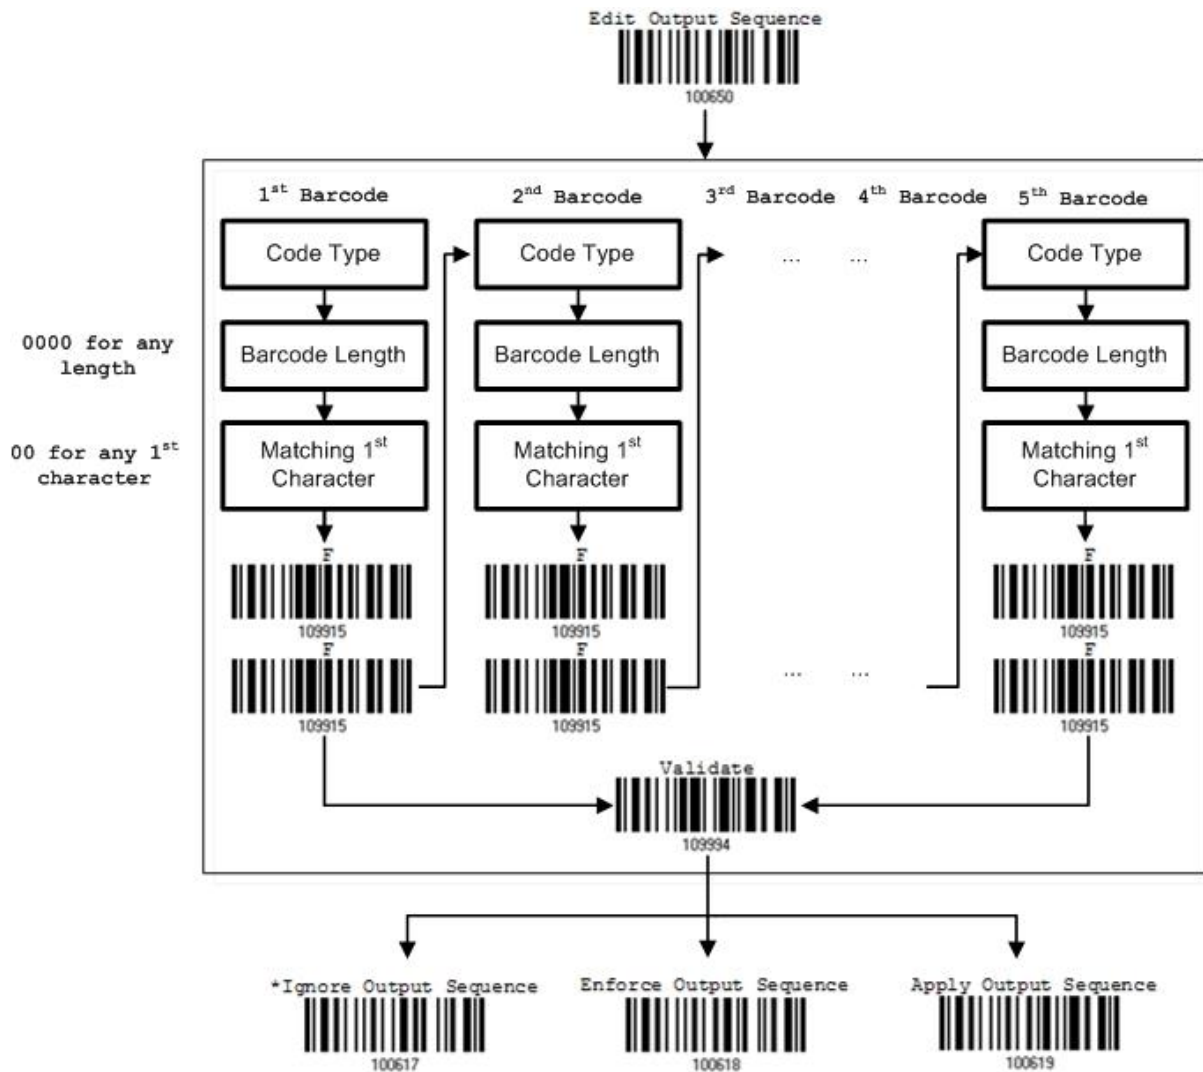 Edit Output Sequence
100650
1st Barcode
2nd Barcode
3rd Barcode
4th Barcode
5th Barcode
Code Type
Code Type
... ...
Code Type
0000 for any
length
Barcode Length
Barcode Length
Barcode Length
00 for any 1st
character
Matching 1st
Character
Matching 1st
Character
Matching 1st
Character
F
F
F
109915
109915
109915
F
F
F
... ...
109915
109915
109915
Validate
109994
*Ignore Output Sequence
Enforce Output Sequence
Apply Output Sequence
100617
100618
100619